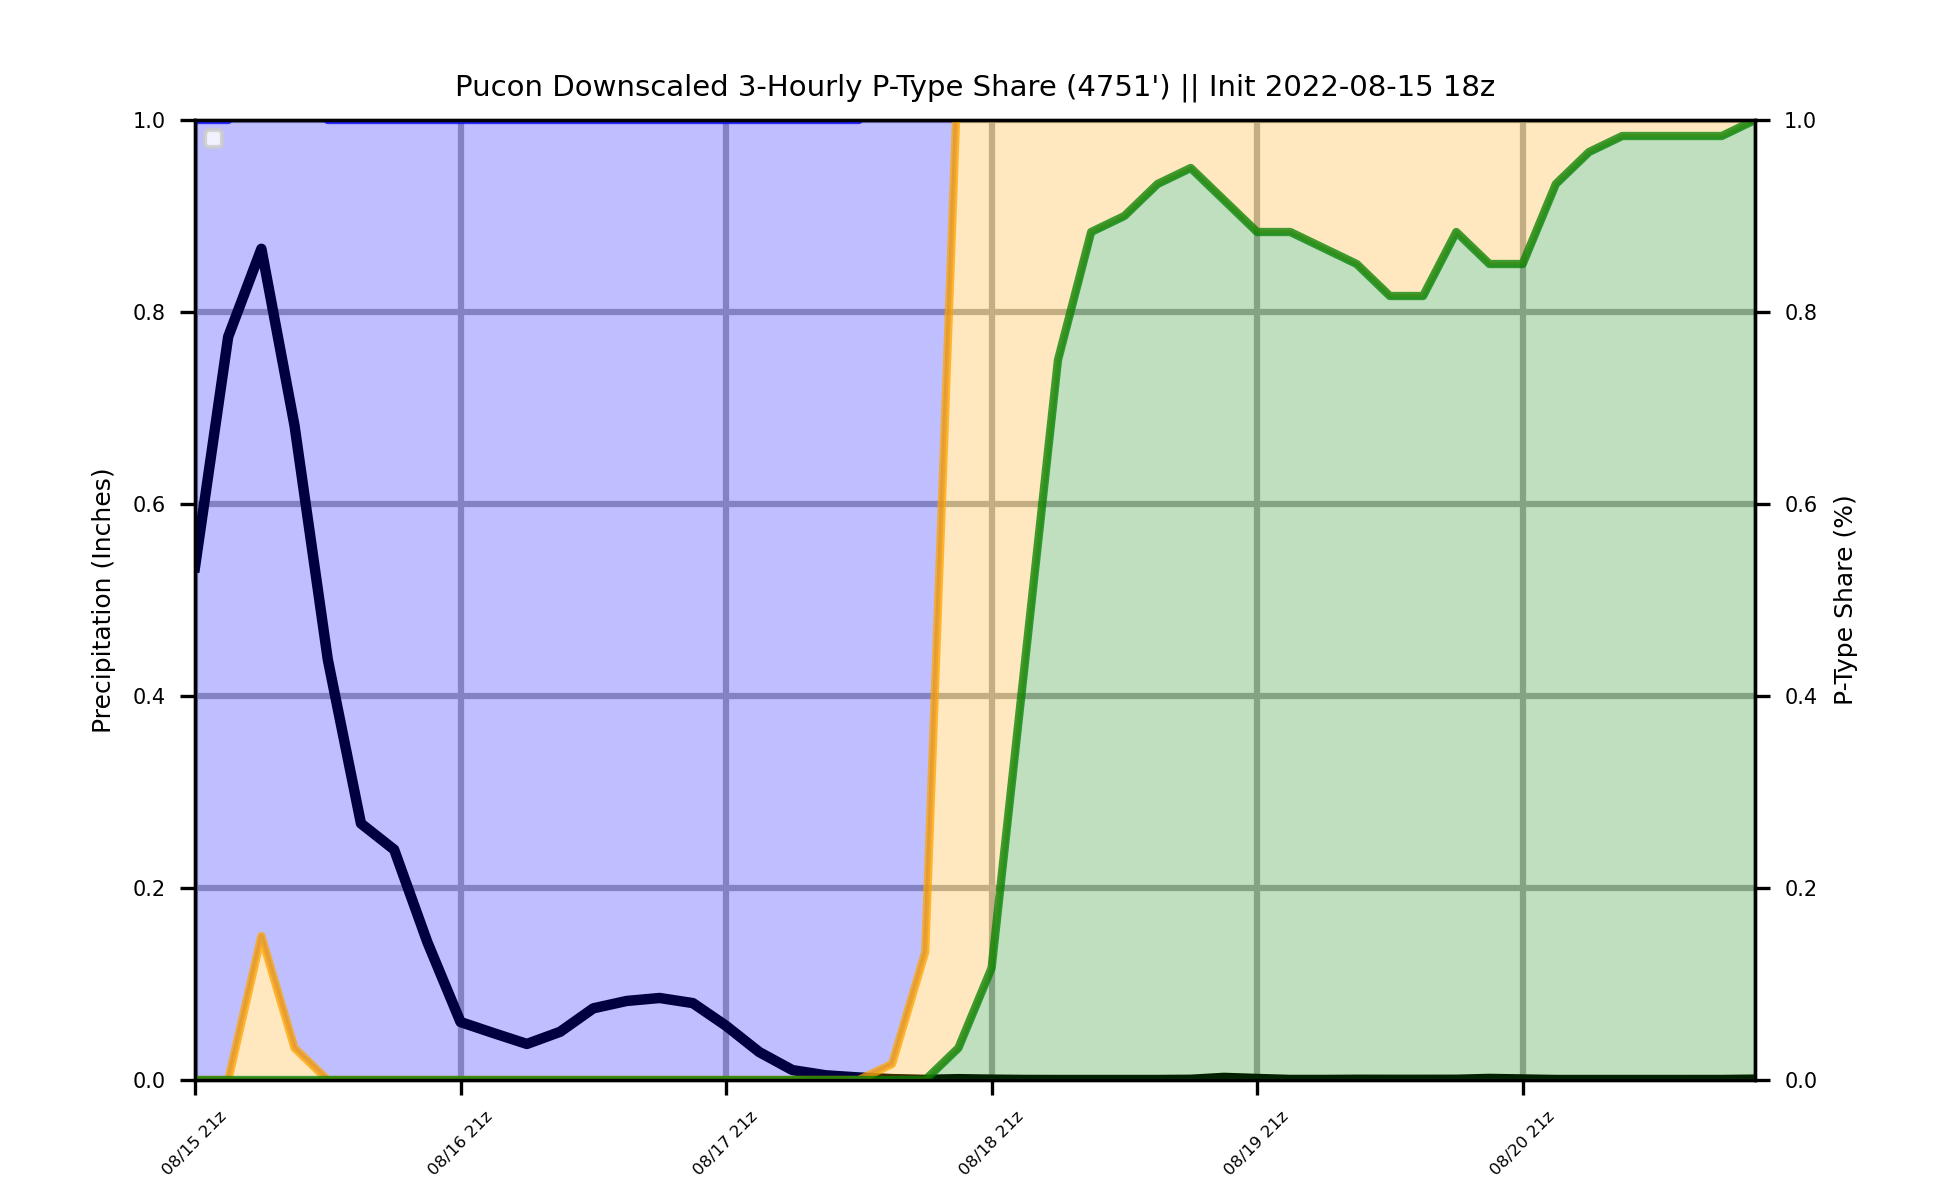 Pucon Downscaled 3-Hourly P-Type Share (4751') || Init 2022-08-15 18z
1.0
0.8
0.6
0.4
0.2
0.0
Precipitation (Inches)
1.0
0.8
0.6
0.4
0.2
0.0
P-Type Share (%)
08/15 21z
08/16 21z
08/17 21z
08/18 21z
08/19 21z
08/20 21z